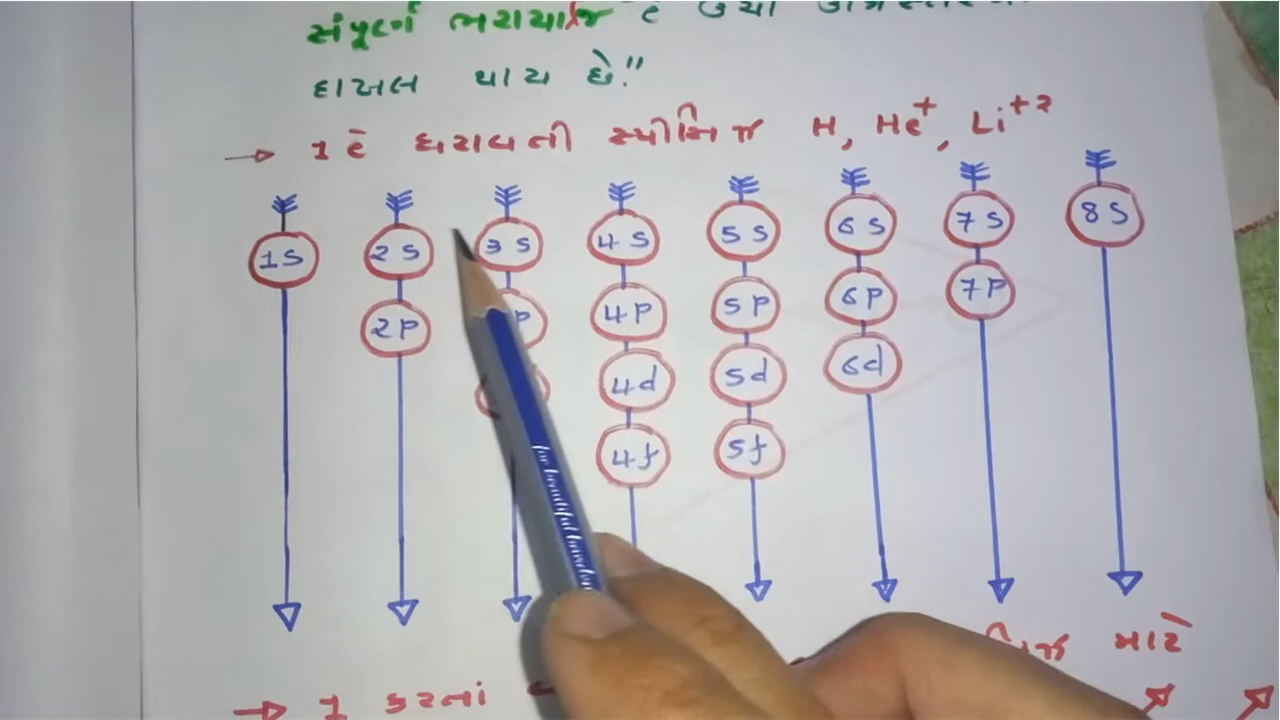 સંપૂર્ણ ભરાયા જ
દાખલ થાય છે."
→ 1 ē ધરાવતી સ્પીસિજ H, He⁺, Li⁺²
1S 2S 3S 4S 5S 6S 7S 8S
2P P 4P 5P 6P 7P
4d 5d 6d
4f 5f
માટે
→ 1 કરતાં